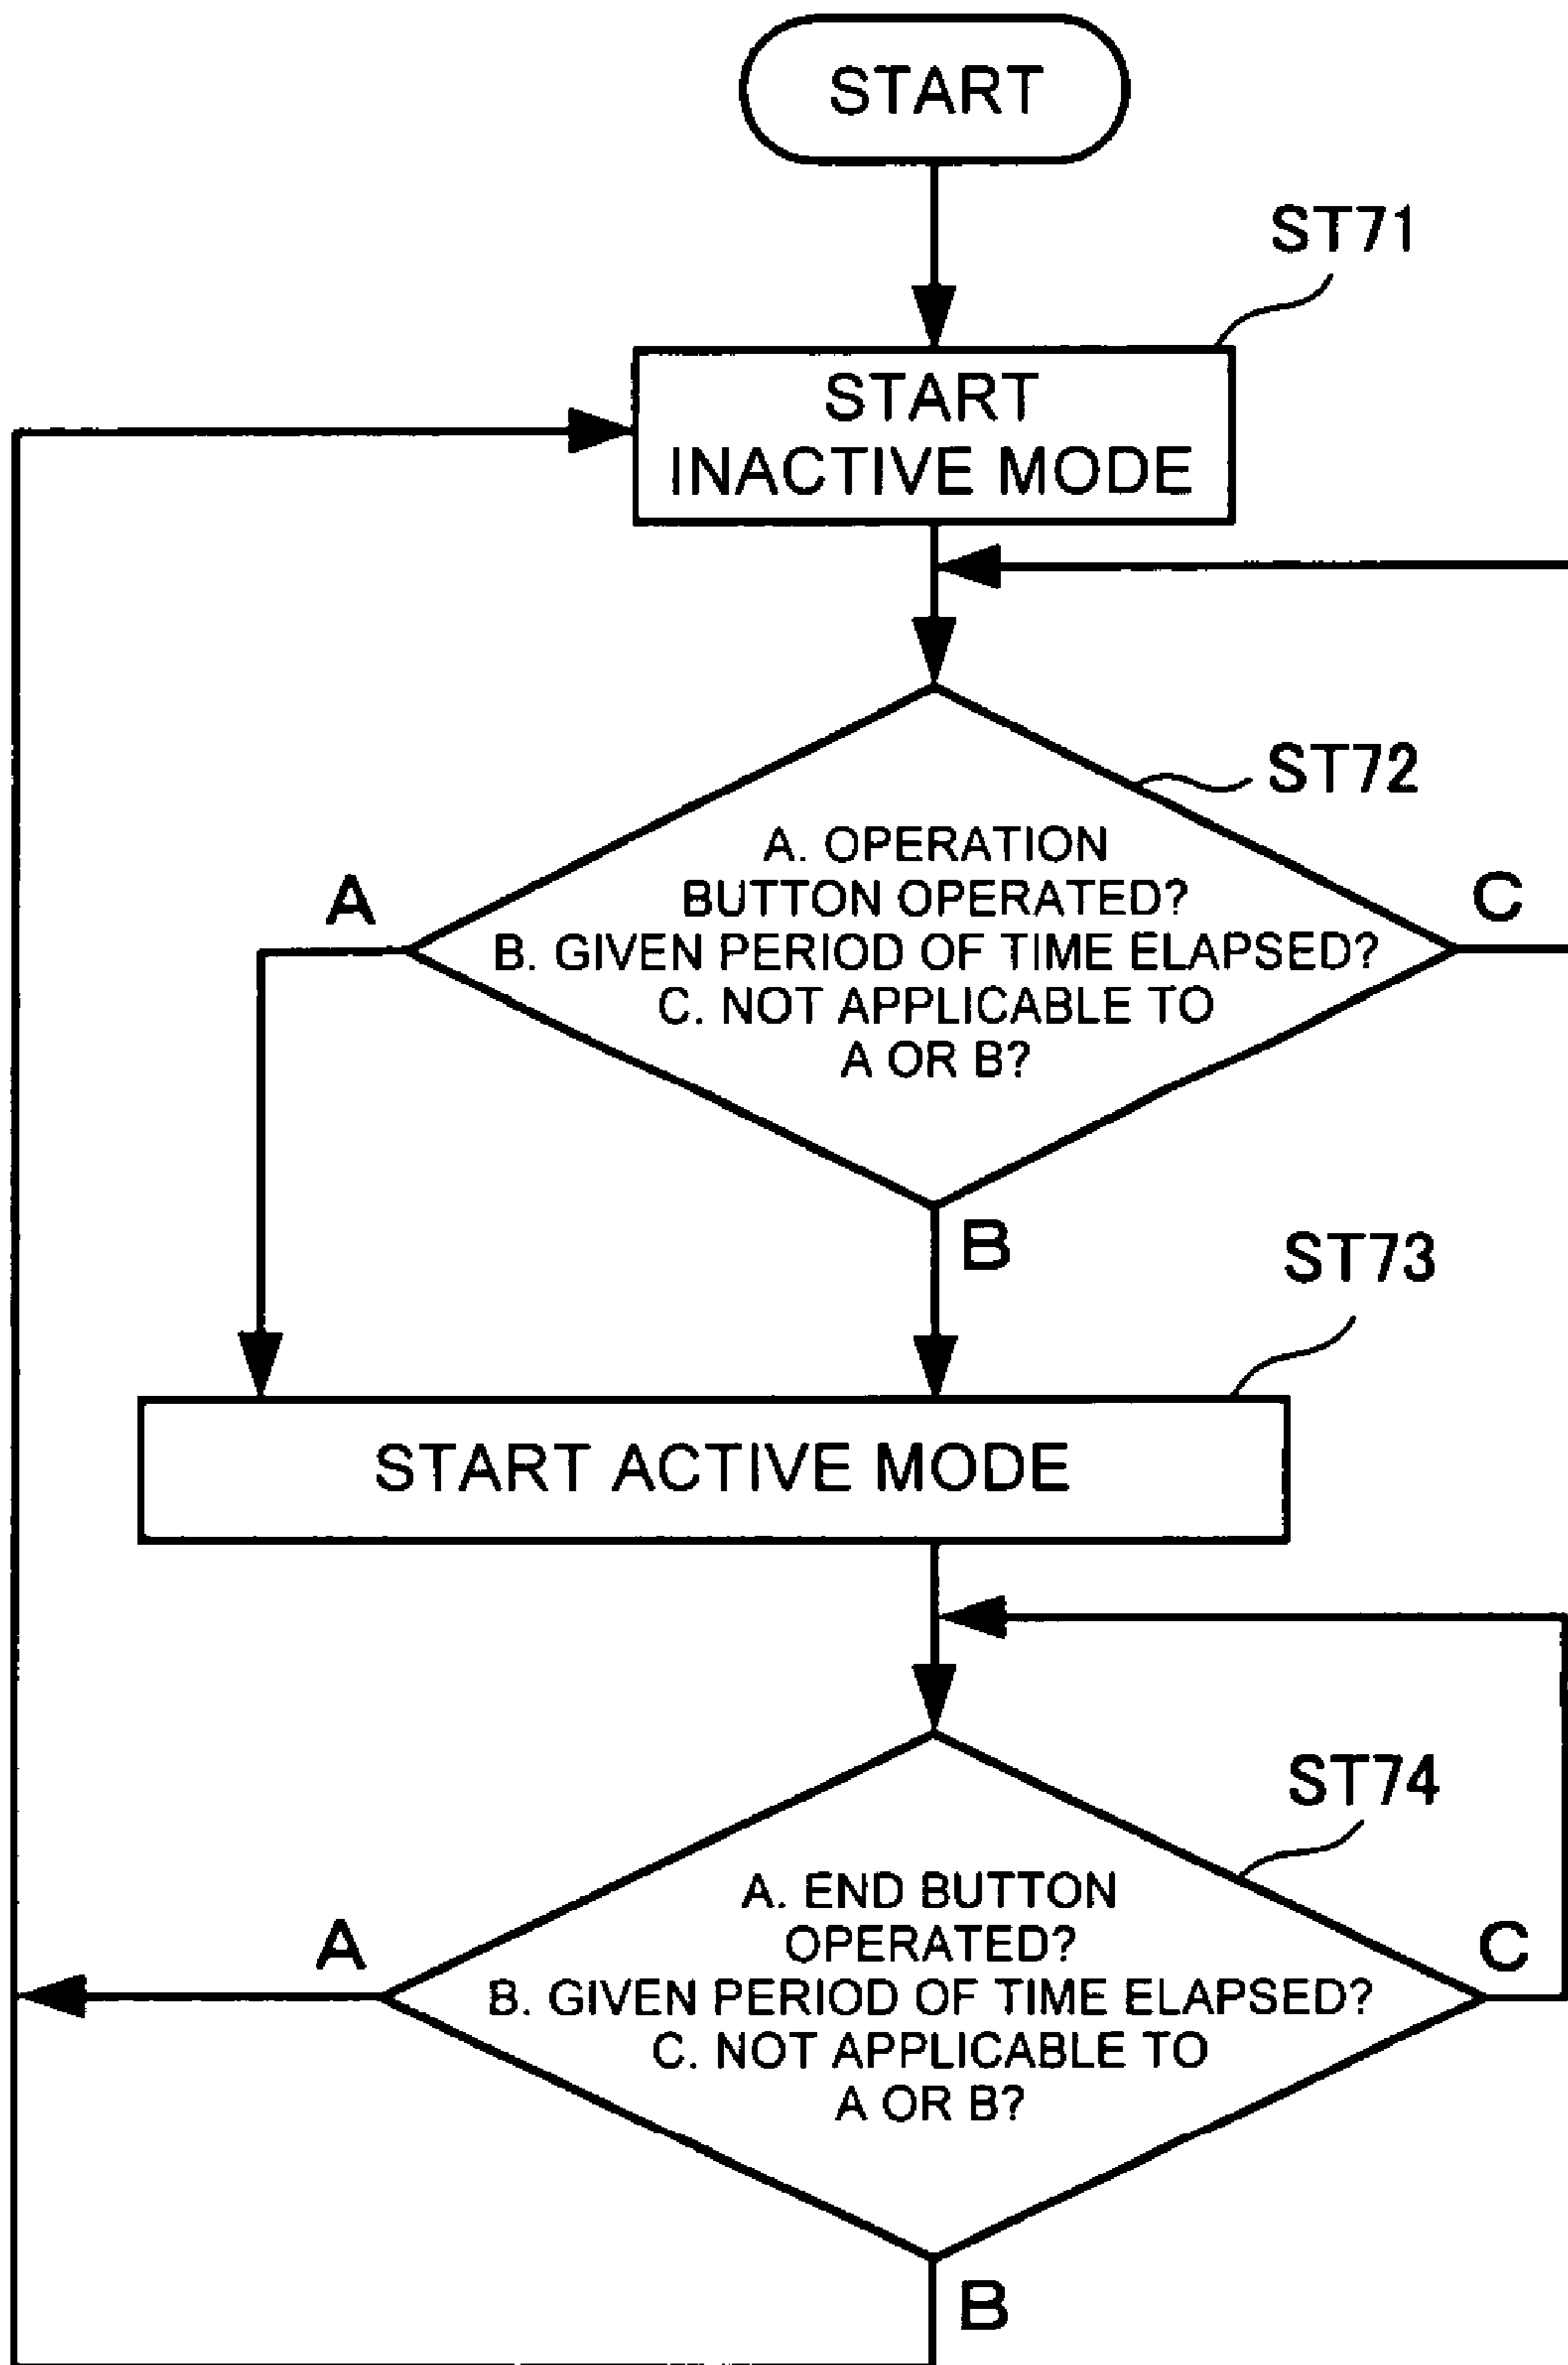 START
ST71
START
INACTIVE MODE
ST72
A. OPERATION
BUTTON OPERATED?
B. GIVEN PERIOD OF TIME ELAPSED?
C. NOT APPLICABLE TO
A OR B?
A
C
B
ST73
START ACTIVE MODE
ST74
A. END BUTTON
OPERATED?
B. GIVEN PERIOD OF TIME ELAPSED?
C. NOT APPLICABLE TO
A OR B?
A
C
B